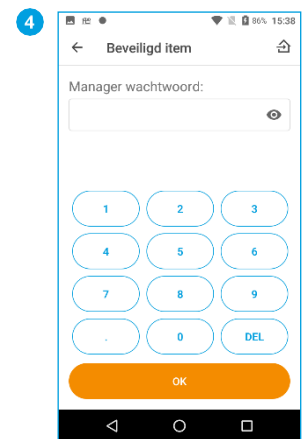 4
86% 15:38
Beveiligd item
Manager wachtwoord:
1 2 3
4 5 6
7 8 9
. 0 DEL
OK